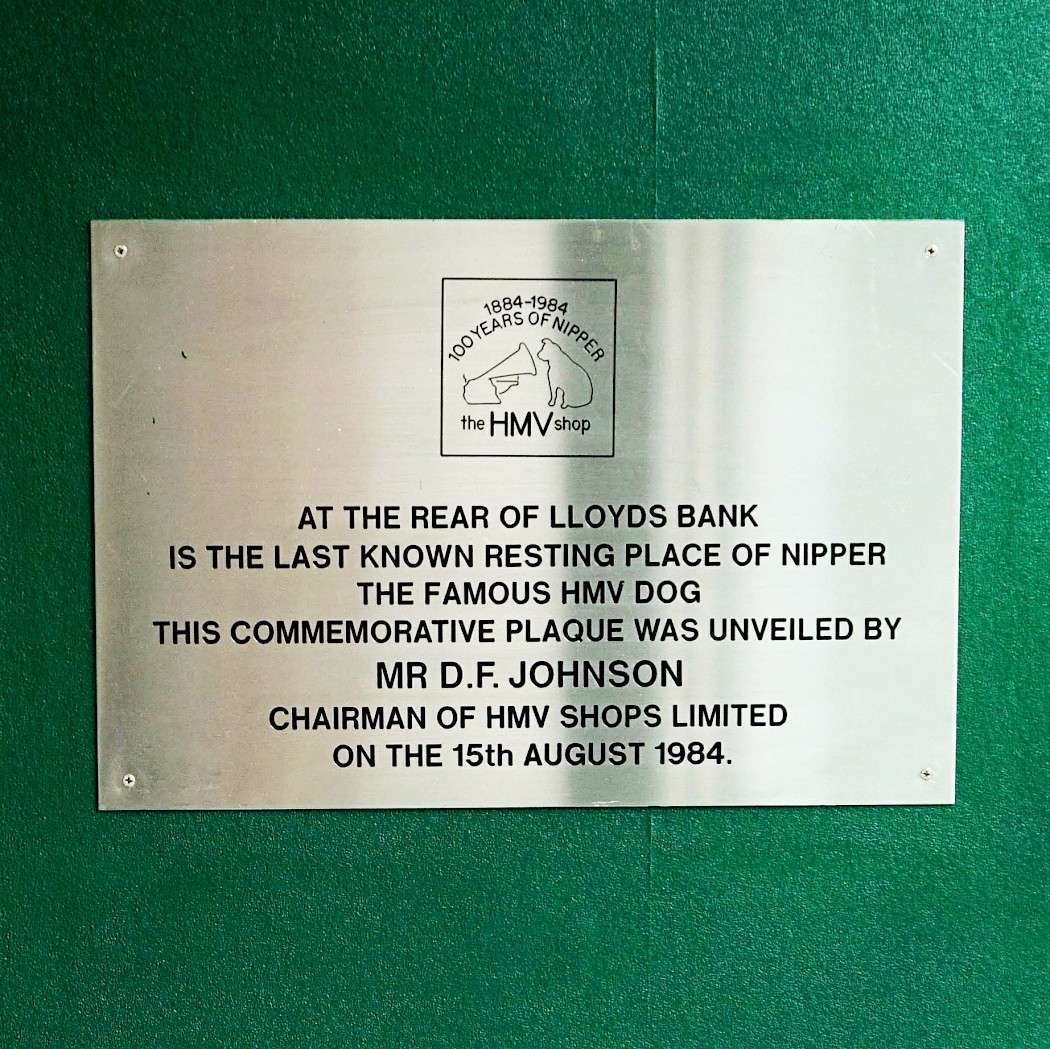 1884-1984
100 YEARS OF NIPPER
the HMV shop
AT THE REAR OF LLOYDS BANK
IS THE LAST KNOWN RESTING PLACE OF NIPPER
THE FAMOUS HMV DOG
THIS COMMEMORATIVE PLAQUE WAS UNVEILED BY
MR D.F. JOHNSON
CHAIRMAN OF HMV SHOPS LIMITED
ON THE 15th AUGUST 1984.